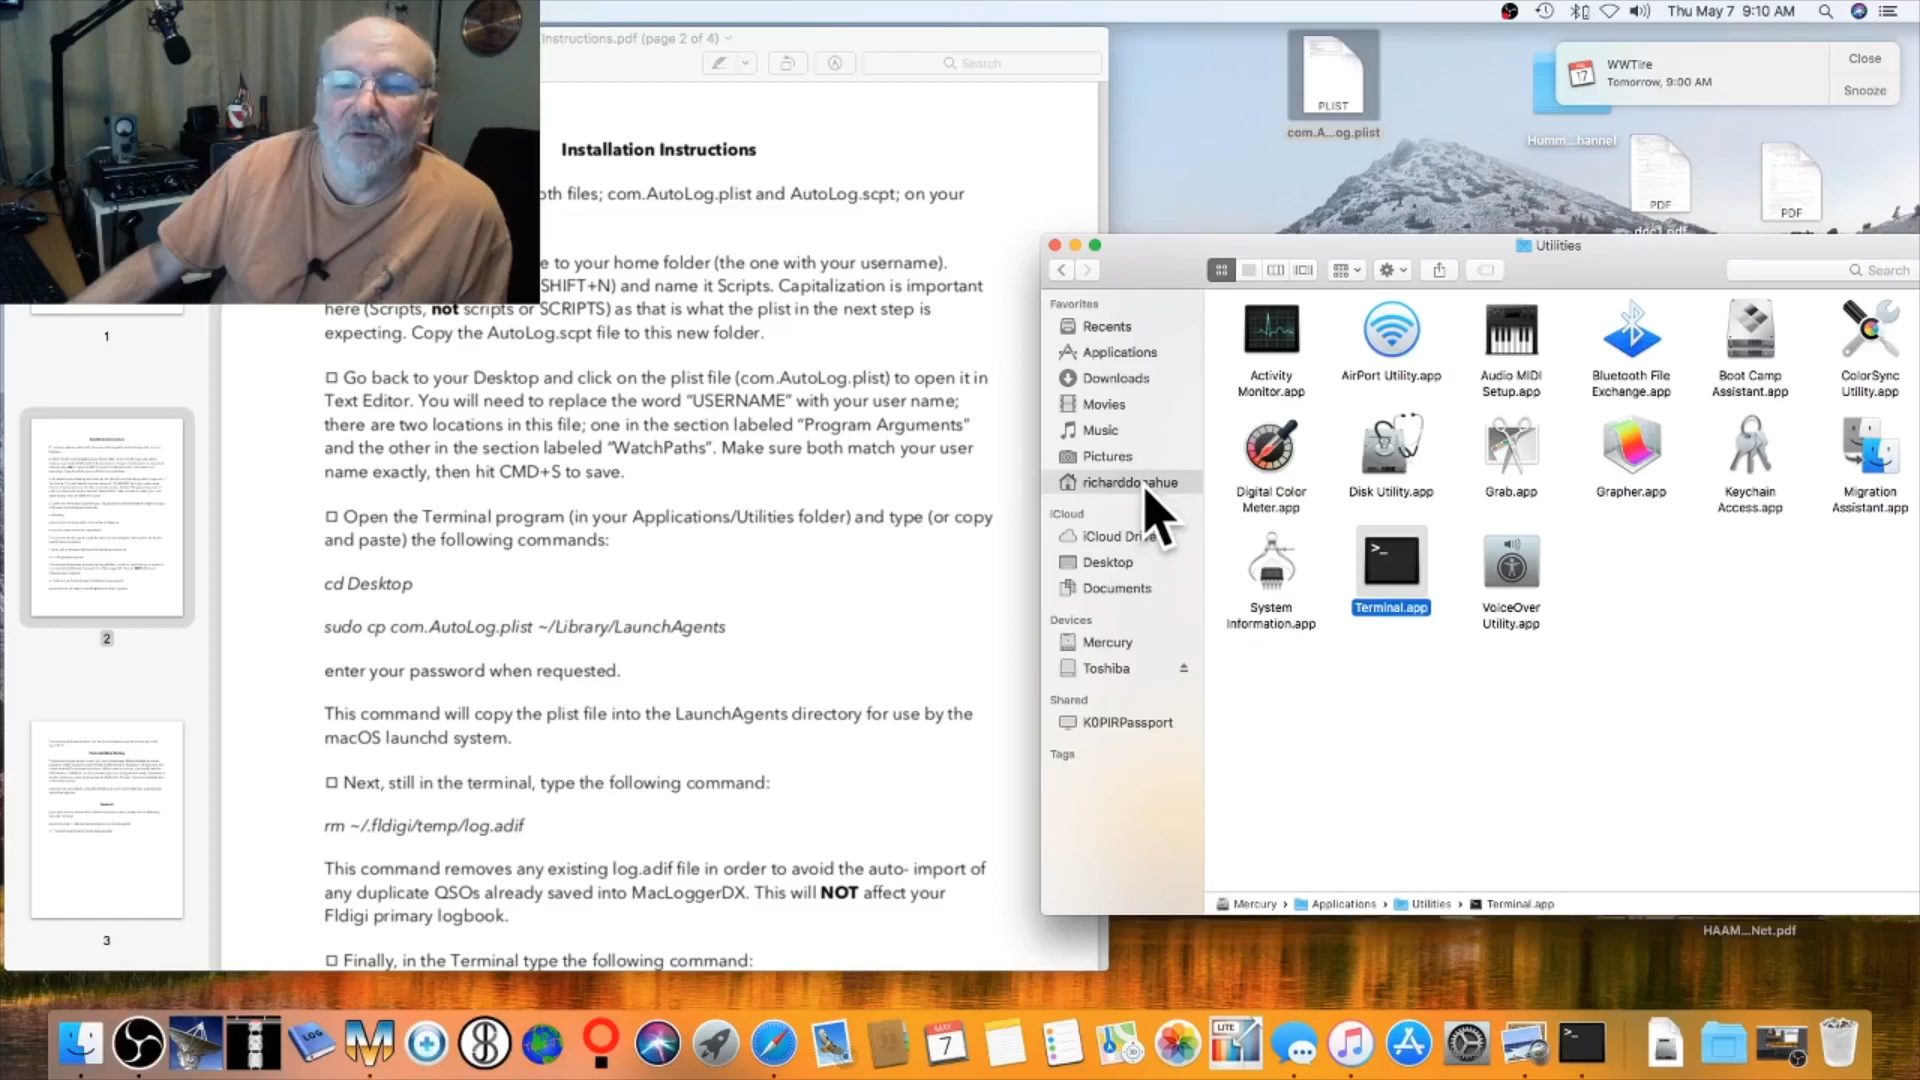 Thu May 7 9:10 AM
Instructions.pdf (page 2 of 4)
Search
PLIST
com.A...og.plist
WWTire
Tomorrow, 9:00 AM
Close
Snooze
17
Humm...hannel
PDF
PDF
doc1.pdf
Installation Instructions
oth files; com.AutoLog.plist and AutoLog.scpt; on your
e to your home folder (the one with your username).
SHIFT+N) and name it Scripts. Capitalization is important
here (Scripts, not scripts or SCRIPTS) as that is what the plist in the next step is
expecting. Copy the AutoLog.scpt file to this new folder.
☐ Go back to your Desktop and click on the plist file (com.AutoLog.plist) to open it in
Text Editor. You will need to replace the word “USERNAME” with your user name;
there are two locations in this file; one in the section labeled “Program Arguments”
and the other in the section labeled “WatchPaths”. Make sure both match your user
name exactly, then hit CMD+S to save.
☐ Open the Terminal program (in your Applications/Utilities folder) and type (or copy
and paste) the following commands:
cd Desktop
sudo cp com.AutoLog.plist ~/Library/LaunchAgents
enter your password when requested.
This command will copy the plist file into the LaunchAgents directory for use by the
macOS launchd system.
☐ Next, still in the terminal, type the following command:
rm ~/.fldigi/temp/log.adif
This command removes any existing log.adif file in order to avoid the auto- import of
any duplicate QSOs already saved into MacLoggerDX. This will NOT affect your
Fldigi primary logbook.
☐ Finally, in the Terminal type the following command:
1
2
3
Utilities
Search
Favorites
Recents
Applications
Downloads
Movies
Music
Pictures
richarddonahue
iCloud
iCloud Drive
Desktop
Documents
Devices
Mercury
Toshiba
Shared
K0PIRPassport
Tags
Activity Monitor.app
AirPort Utility.app
Audio MIDI Setup.app
Bluetooth File Exchange.app
Boot Camp Assistant.app
ColorSync Utility.app
Digital Color Meter.app
Disk Utility.app
Grab.app
Grapher.app
Keychain Access.app
Migration Assistant.app
System Information.app
Terminal.app
VoiceOver Utility.app
Mercury › Applications › Utilities › Terminal.app
HAAM...Net.pdf
LOG
MAY
7
LITE